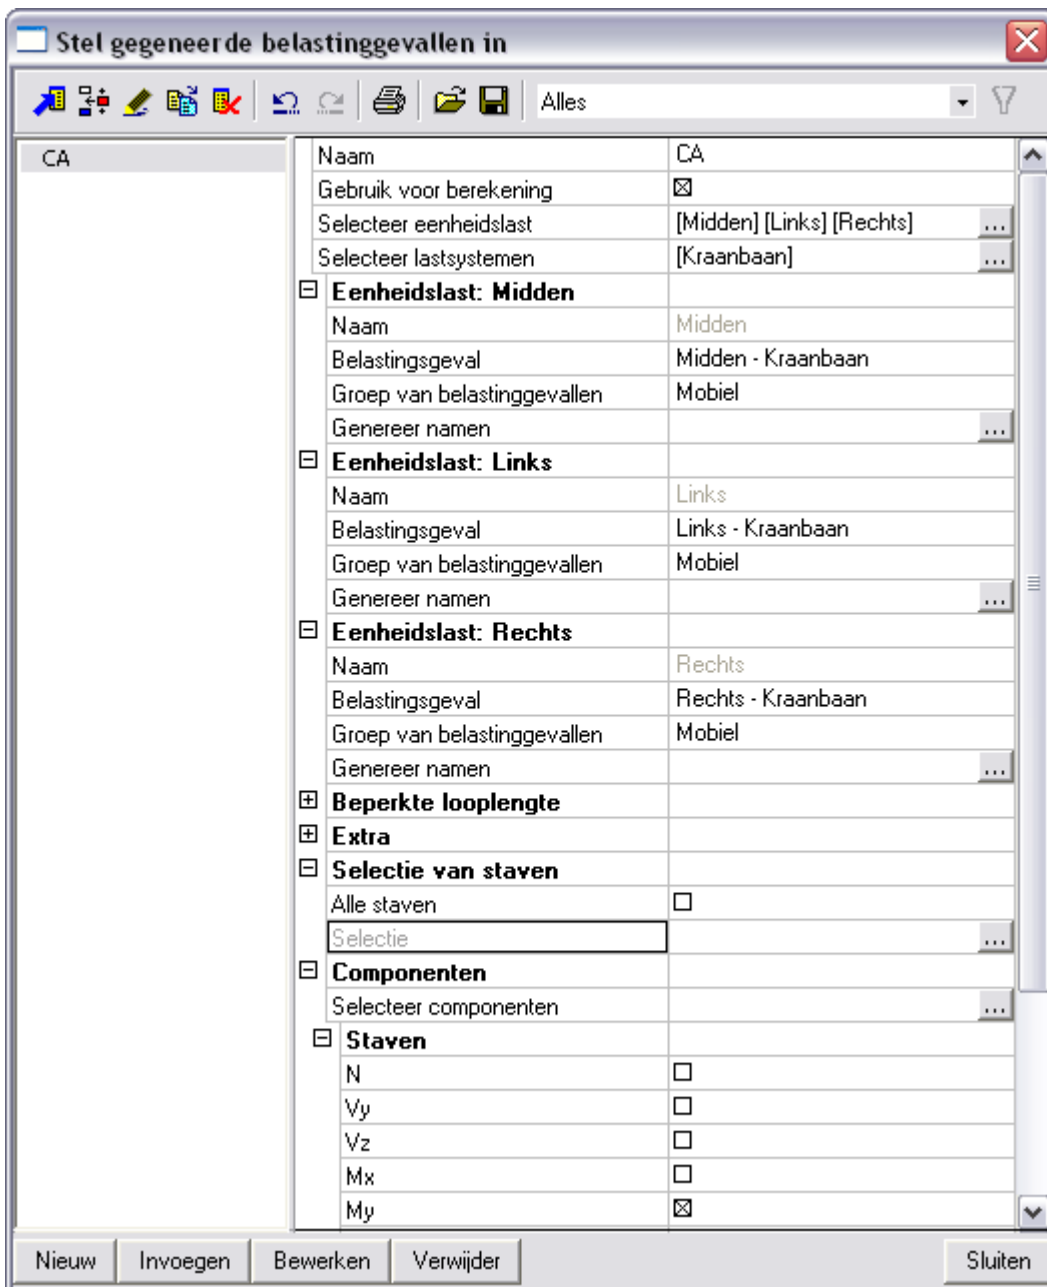 Stel gegeneerde belastinggevallen in
Alles
CA
Naam CA
Gebruik voor berekening
Selecteer eenheidslast [Midden] [Links] [Rechts] ...
Selecteer lastsystemen [Kraanbaan] ...
Eenheidslast: Midden
Naam Midden
Belastingsgeval Midden - Kraanbaan
Groep van belastinggevallen Mobiel
Genereer namen ...
Eenheidslast: Links
Naam Links
Belastingsgeval Links - Kraanbaan
Groep van belastinggevallen Mobiel
Genereer namen ...
Eenheidslast: Rechts
Naam Rechts
Belastingsgeval Rechts - Kraanbaan
Groep van belastinggevallen Mobiel
Genereer namen ...
Beperkte looplengte
Extra
Selectie van staven
Alle staven
Selectie ...
Componenten
Selecteer componenten ...
Staven
N
Vy
Vz
Mx
My
Nieuw Invoegen Bewerken Verwijder Sluiten